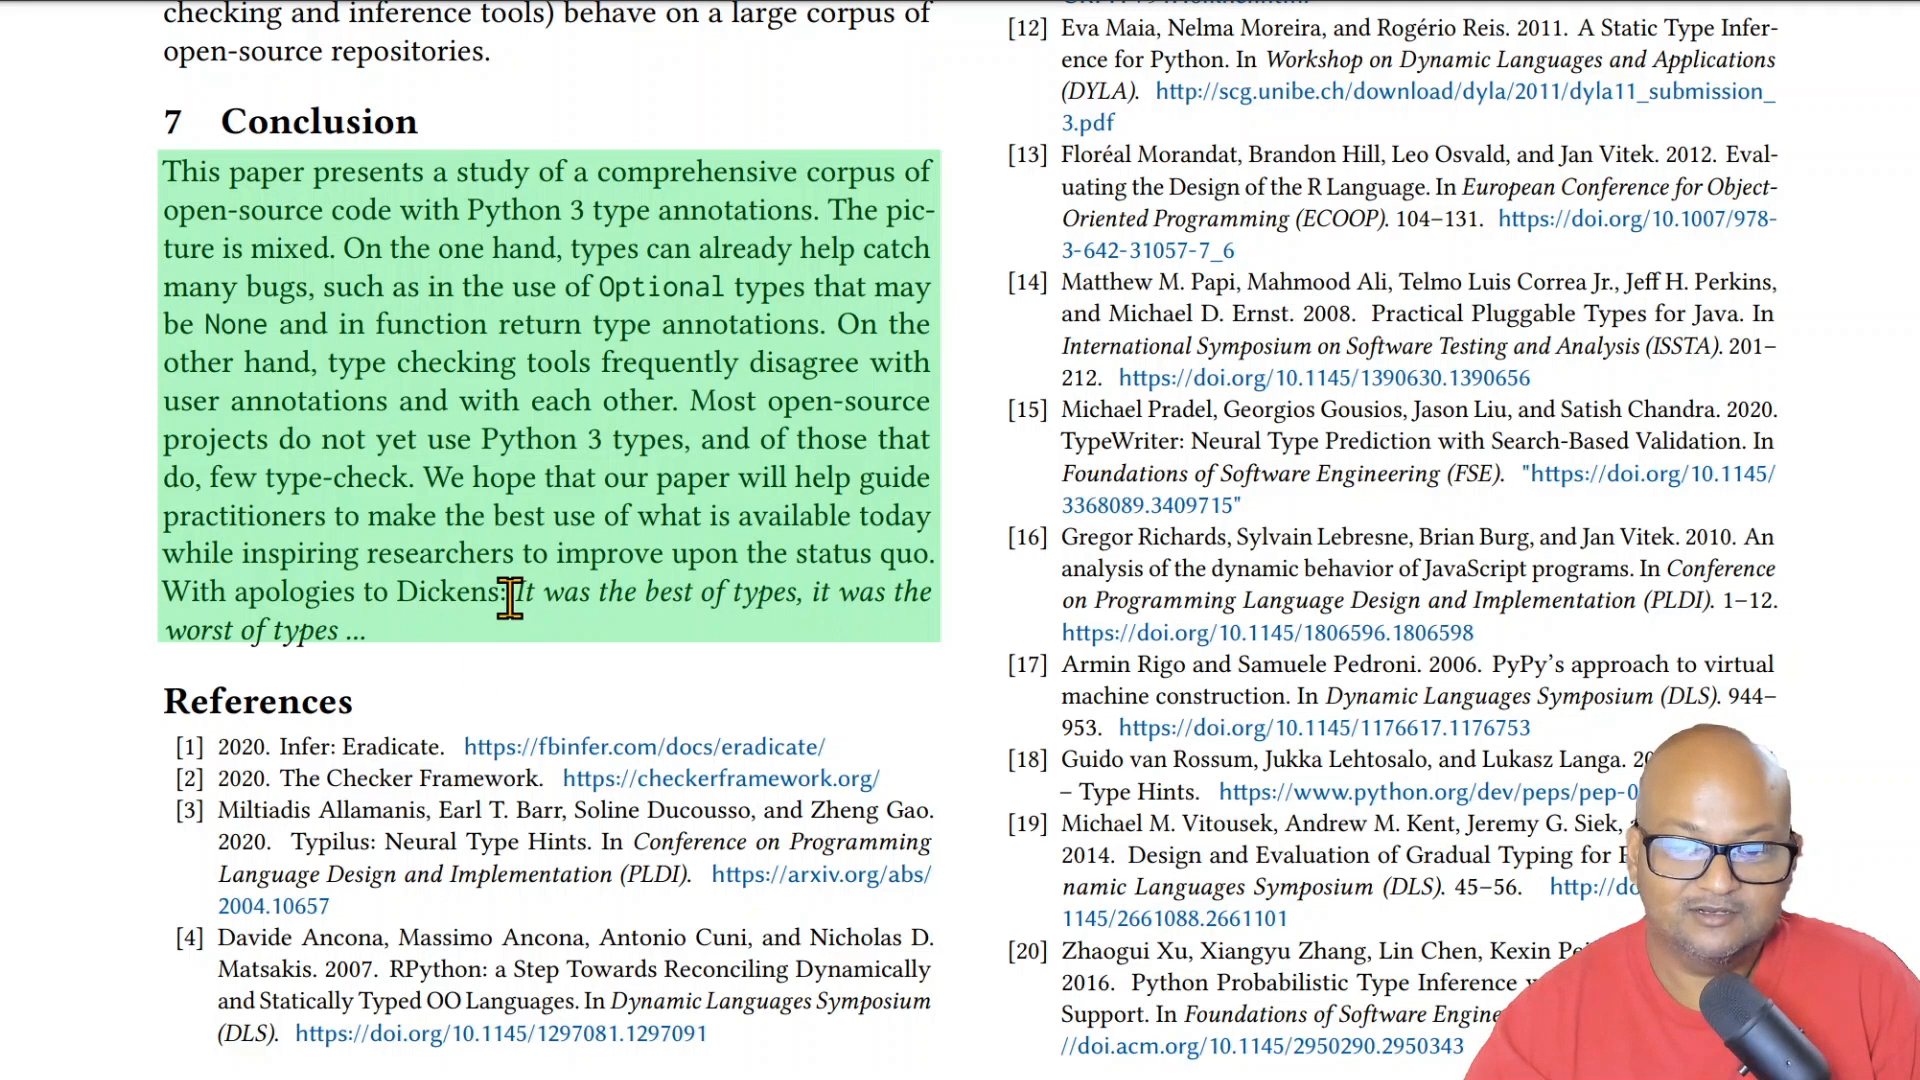 checking and inference tools) behave on a large corpus of
open-source repositories.
7 Conclusion
This paper presents a study of a comprehensive corpus of
open-source code with Python 3 type annotations. The pic-
ture is mixed. On the one hand, types can already help catch
many bugs, such as in the use of Optional types that may
be None and in function return type annotations. On the
other hand, type checking tools frequently disagree with
user annotations and with each other. Most open-source
projects do not yet use Python 3 types, and of those that
do, few type-check. We hope that our paper will help guide
practitioners to make the best use of what is available today
while inspiring researchers to improve upon the status quo.
With apologies to Dickens: It was the best of types, it was the
worst of types ...
References
[1] 2020. Infer: Eradicate. https://fbinfer.com/docs/eradicate/
[2] 2020. The Checker Framework. https://checkerframework.org/
[3] Miltiadis Allamanis, Earl T. Barr, Soline Ducousso, and Zheng Gao.
2020. Typilus: Neural Type Hints. In Conference on Programming
Language Design and Implementation (PLDI). https://arxiv.org/abs/
2004.10657
[4] Davide Ancona, Massimo Ancona, Antonio Cuni, and Nicholas D.
Matsakis. 2007. RPython: a Step Towards Reconciling Dynamically
and Statically Typed OO Languages. In Dynamic Languages Symposium
(DLS). https://doi.org/10.1145/1297081.1297091
[12] Eva Maia, Nelma Moreira, and Rogério Reis. 2011. A Static Type Infer-
ence for Python. In Workshop on Dynamic Languages and Applications
(DYLA). http://scg.unibe.ch/download/dyla/2011/dyla11_submission_
3.pdf
[13] Floréal Morandat, Brandon Hill, Leo Osvald, and Jan Vitek. 2012. Eval-
uating the Design of the R Language. In European Conference for Object-
Oriented Programming (ECOOP). 104–131. https://doi.org/10.1007/978-
3-642-31057-7_6
[14] Matthew M. Papi, Mahmood Ali, Telmo Luis Correa Jr., Jeff H. Perkins,
and Michael D. Ernst. 2008. Practical Pluggable Types for Java. In
International Symposium on Software Testing and Analysis (ISSTA). 201–
212. https://doi.org/10.1145/1390630.1390656
[15] Michael Pradel, Georgios Gousios, Jason Liu, and Satish Chandra. 2020.
TypeWriter: Neural Type Prediction with Search-Based Validation. In
Foundations of Software Engineering (FSE). "https://doi.org/10.1145/
3368089.3409715"
[16] Gregor Richards, Sylvain Lebresne, Brian Burg, and Jan Vitek. 2010. An
analysis of the dynamic behavior of JavaScript programs. In Conference
on Programming Language Design and Implementation (PLDI). 1–12.
https://doi.org/10.1145/1806596.1806598
[17] Armin Rigo and Samuele Pedroni. 2006. PyPy's approach to virtual
machine construction. In Dynamic Languages Symposium (DLS). 944–
953. https://doi.org/10.1145/1176617.1176753
[18] Guido van Rossum, Jukka Lehtosalo, and Lukasz Langa.
– Type Hints. https://www.python.org/dev/peps/pep-0
[19] Michael M. Vitousek, Andrew M. Kent, Jeremy G. Siek,
2014. Design and Evaluation of Gradual Typing for
namic Languages Symposium (DLS). 45–56. http://do
1145/2661088.2661101
[20] Zhaogui Xu, Xiangyu Zhang, Lin Chen, Kexin
2016. Python Probabilistic Type Inference
Support. In Foundations of Software Engine
//doi.acm.org/10.1145/2950290.2950343